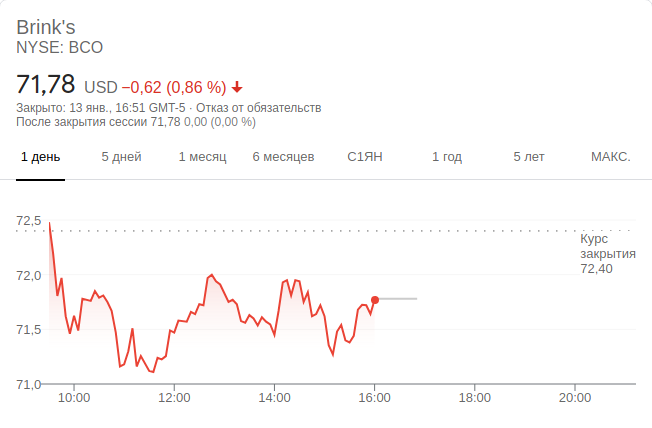 Brink's
NYSE: BCO
71,78 USD −0,62 (0,86 %)
Закрыто: 13 янв., 16:51 GMT-5 · Отказ от обязательств
После закрытия сессии 71,78 0,00 (0,00 %)
1 день 5 дней 1 месяц 6 месяцев С1ЯН 1 год 5 лет МАКС.
72,5
Курс
закрытия
72,40
72,0
71,5
71,0
10:00 12:00 14:00 16:00 18:00 20:00